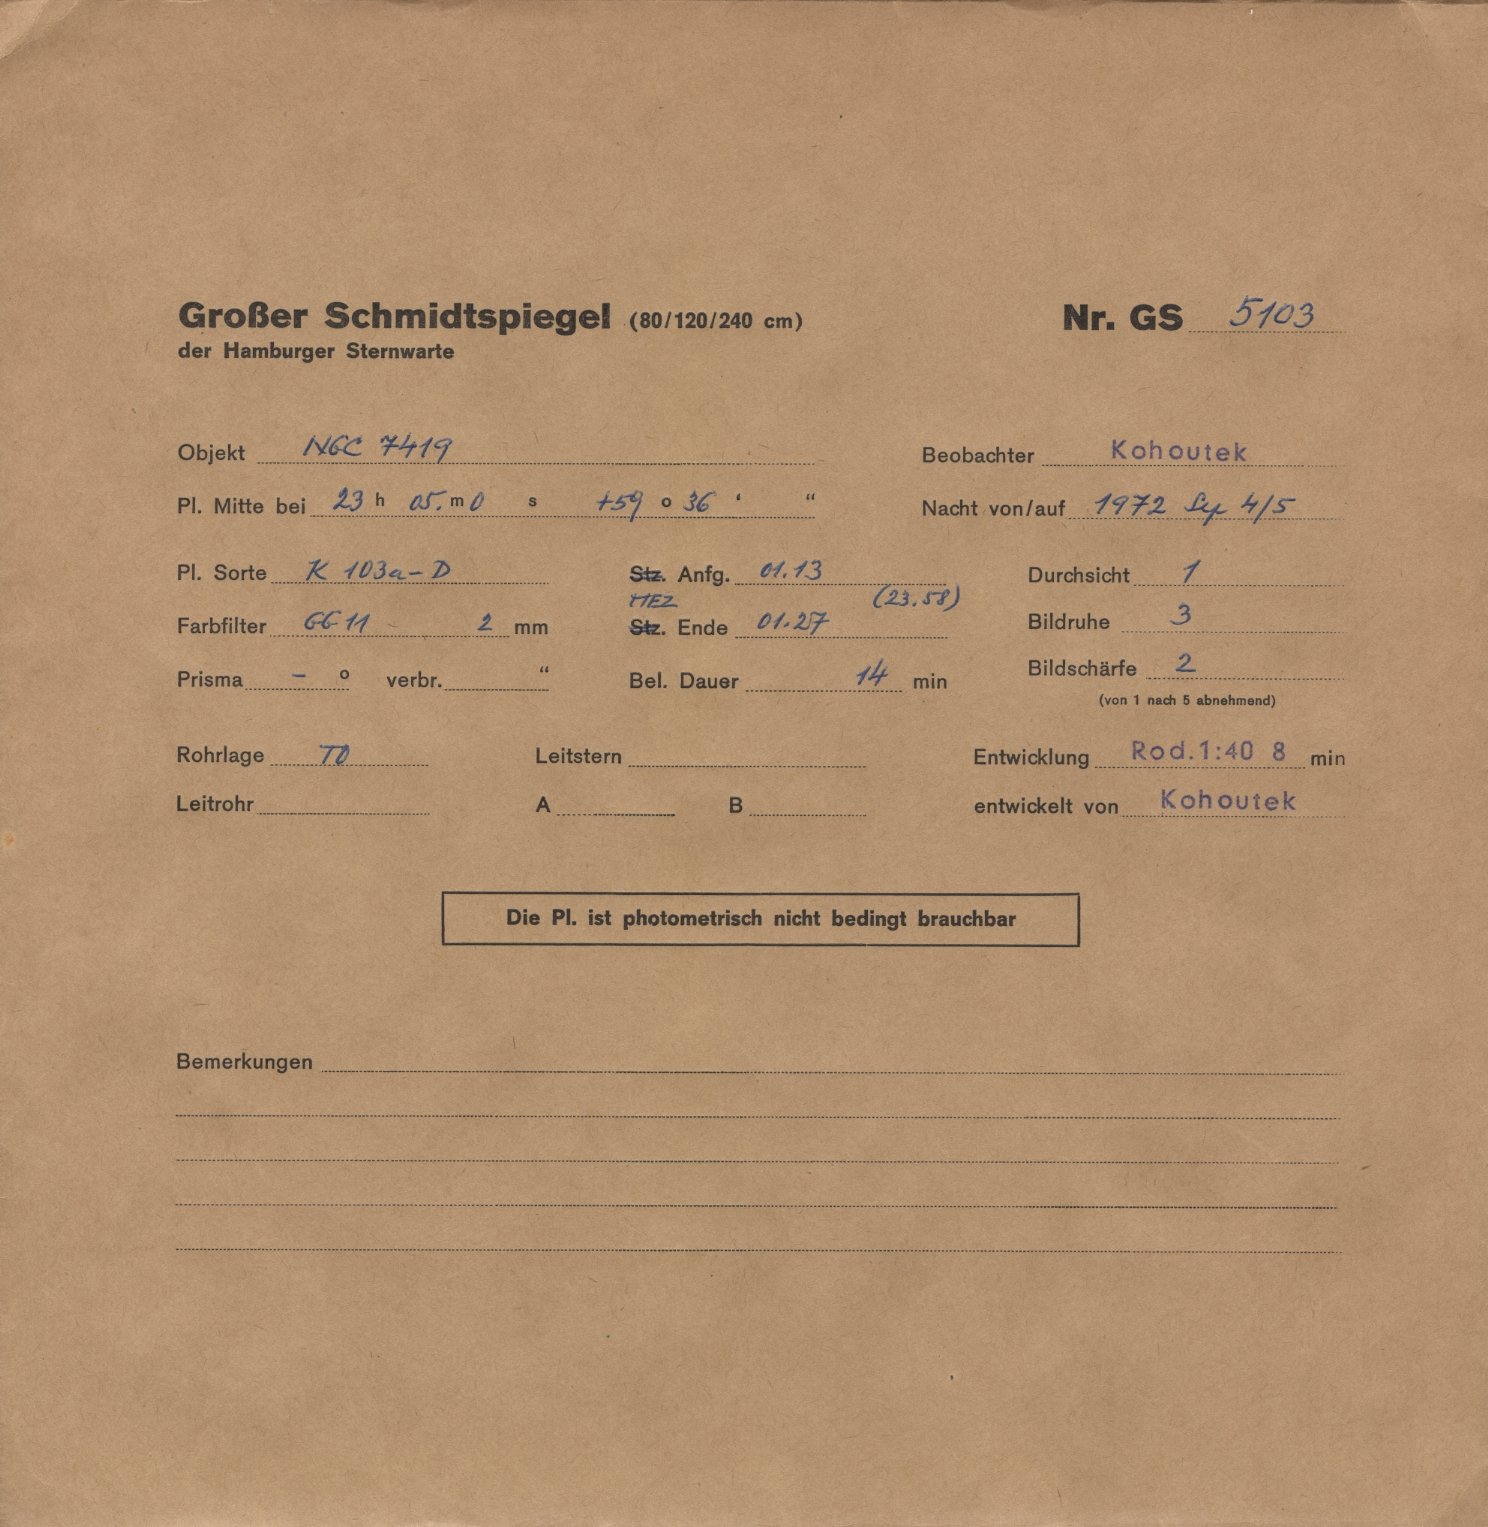 Großer Schmidtspiegel (80/120/240 cm) Nr. GS 5103
der Hamburger Sternwarte
Objekt NGC 7419 Beobachter Kohoutek
Pl. Mitte bei 23 h 05. m 0 s +59 o 36 ‘ “ Nacht von/auf 1972 Sep 4/5
Pl. Sorte K 103a-D Stz. Anfg. 01.13 Durchsicht 1
MEZ (23.58)
Farbfilter GG 11 2 mm Stz. Ende 01.27 Bildruhe 3
Prisma – o verbr. “ Bel. Dauer 14 min Bildschärfe 2
(von 1 nach 5 abnehmend)
Rohrlage TO Leitstern Entwicklung Rod.1:40 8 min
Leitrohr A B entwickelt von Kohoutek
Die Pl. ist photometrisch nicht bedingt brauchbar
Bemerkungen